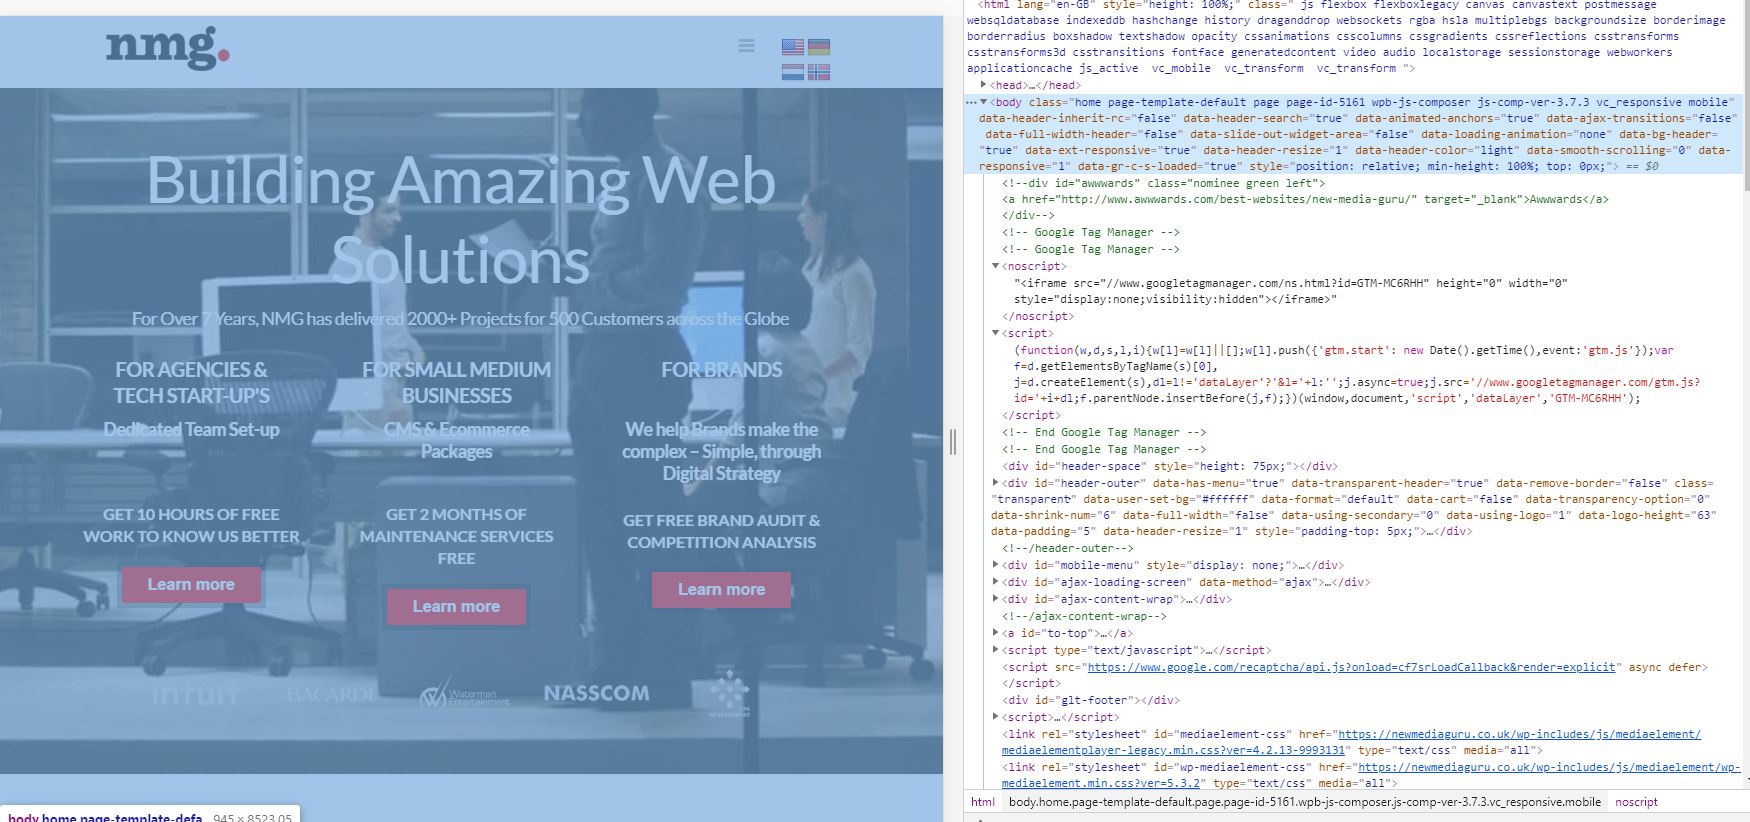 nmg.
Building Amazing Web
Solutions
For Over 7 Years, NMG has delivered 2000+ Projects for 500 Customers across the Globe
FOR AGENCIES &
TECH START-UP'S
Dedicated Team Set-up
GET 10 HOURS OF FREE
WORK TO KNOW US BETTER
Learn more
FOR SMALL MEDIUM
BUSINESSES
CMS & Ecommerce
Packages
GET 2 MONTHS OF
MAINTENANCE SERVICES
FREE
Learn more
FOR BRANDS
We help Brands make the
complex – Simple, through
Digital Strategy
GET FREE BRAND AUDIT &
COMPETITION ANALYSIS
Learn more
intuit
BACARDI
Waterman
Entertainment
NASSCOM
body.home.page-template-defa 945 × 8523.05
<html lang="en-GB" style="height: 100%;" class=" js flexbox flexboxlegacy canvas canvastext postmessage
websqldatabase indexeddb hashchange history draganddrop websockets rgba hsla multiplebgs backgroundsize borderimage
borderradius boxshadow textshadow opacity cssanimations csscolumns cssgradients cssreflections csstransforms
csstransforms3d csstransitions fontface generatedcontent video audio localstorage sessionstorage webworkers
applicationcache js_active  vc_mobile  vc_transform  vc_transform ">
<head>…</head>
<body class="home page-template-default page page-id-5161 wpb-js-composer js-comp-ver-3.7.3 vc_responsive mobile"
data-header-inherit-rc="false" data-header-search="true" data-animated-anchors="true" data-ajax-transitions="false"
data-full-width-header="false" data-slide-out-widget-area="false" data-loading-animation="none" data-bg-header=
"true" data-ext-responsive="true" data-header-resize="1" data-header-color="light" data-smooth-scrolling="0" data-
responsive="1" data-gr-c-s-loaded="true" style="position: relative; min-height: 100%; top: 0px;"> == $0
<!--div id="awwwards" class="nominee green left">
<a href="http://www.awwwards.com/best-websites/new-media-guru/" target="_blank">Awwwards</a>
</div-->
<!-- Google Tag Manager -->
<!-- Google Tag Manager -->
<noscript>
"<iframe src="//www.googletagmanager.com/ns.html?id=GTM-MC6RHH" height="0" width="0"
style="display:none;visibility:hidden"></iframe>"
</noscript>
<script>
(function(w,d,s,l,i){w[l]=w[l]||[];w[l].push({'gtm.start': new Date().getTime(),event:'gtm.js'});var
f=d.getElementsByTagName(s)[0],
j=d.createElement(s),dl=l!='dataLayer'?'&l='+l:'';j.async=true;j.src='//www.googletagmanager.com/gtm.js?
id='+i+dl;f.parentNode.insertBefore(j,f);})(window,document,'script','dataLayer','GTM-MC6RHH');
</script>
<!-- End Google Tag Manager -->
<!-- End Google Tag Manager -->
<div id="header-space" style="height: 75px;"></div>
<div id="header-outer" data-has-menu="true" data-transparent-header="true" data-remove-border="false" class=
"transparent" data-user-set-bg="#ffffff" data-format="default" data-cart="false" data-transparency-option="0"
data-shrink-num="6" data-full-width="false" data-using-secondary="0" data-using-logo="1" data-logo-height="63"
data-padding="5" data-header-resize="1" style="padding-top: 5px;">…</div>
<!--/header-outer-->
<div id="mobile-menu" style="display: none;">…</div>
<div id="ajax-loading-screen" data-method="ajax">…</div>
<div id="ajax-content-wrap">…</div>
<!--/ajax-content-wrap-->
<a id="to-top">…</a>
<script type="text/javascript">…</script>
<script src="https://www.google.com/recaptcha/api.js?onload=cf7srLoadCallback&render=explicit" async defer>
</script>
<div id="glt-footer"></div>
<script>…</script>
<link rel="stylesheet" id="mediaelement-css" href="https://newmediaguru.co.uk/wp-includes/js/mediaelement/
mediaelementplayer-legacy.min.css?ver=4.2.13-9993131" type="text/css" media="all">
<link rel="stylesheet" id="wp-mediaelement-css" href="https://newmediaguru.co.uk/wp-includes/js/mediaelement/wp-
mediaelement.min.css?ver=5.3.2" type="text/css" media="all">
html body.home.page-template-default.page.page-id-5161.wpb-js-composer.js-comp-ver-3.7.3.vc_responsive.mobile noscript